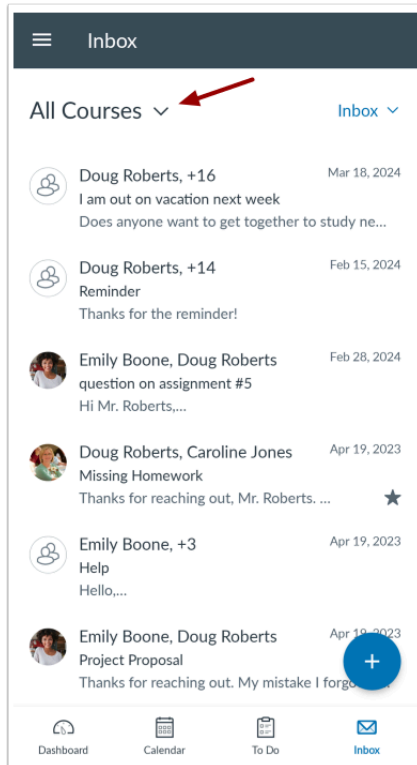 Inbox
All Courses
Inbox
Doug Roberts, +16
Mar 18, 2024
I am out on vacation next week
Does anyone want to get together to study ne...
Doug Roberts, +14
Feb 15, 2024
Reminder
Thanks for the reminder!
Emily Boone, Doug Roberts
Feb 28, 2024
question on assignment #5
Hi Mr. Roberts,...
Doug Roberts, Caroline Jones
Apr 19, 2023
Missing Homework
Thanks for reaching out, Mr. Roberts. ...
Emily Boone, +3
Apr 19, 2023
Help
Hello,...
Emily Boone, Doug Roberts
Apr 19, 2023
Project Proposal
Thanks for reaching out. My mistake I
Dashboard
Calendar
To Do
Inbox